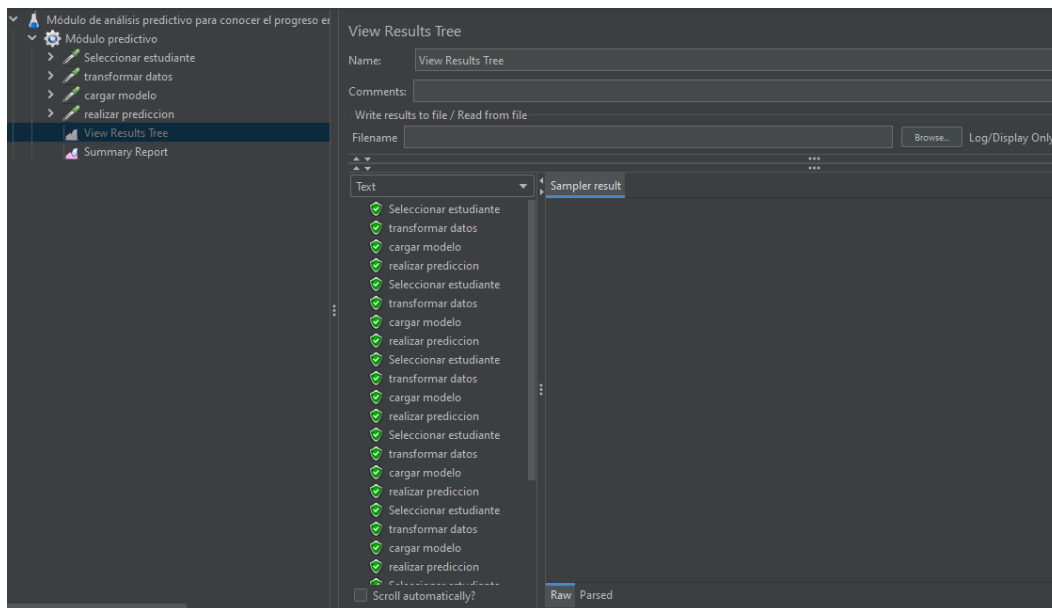 Módulo de análisis predictivo para conocer el progreso er
Módulo predictivo
Seleccionar estudiante
transformar datos
cargar modelo
realizar prediccion
View Results Tree
Summary Report
View Results Tree
Name: View Results Tree
Comments:
Write results to file / Read from file
Filename Browse... Log/Display Only
Text
Sampler result
Seleccionar estudiante
transformar datos
cargar modelo
realizar prediccion
Seleccionar estudiante
transformar datos
cargar modelo
realizar prediccion
Seleccionar estudiante
transformar datos
cargar modelo
realizar prediccion
Seleccionar estudiante
transformar datos
cargar modelo
realizar prediccion
Seleccionar estudiante
transformar datos
cargar modelo
realizar prediccion
Seleccionar estudiante
Scroll automatically?
Raw Parsed